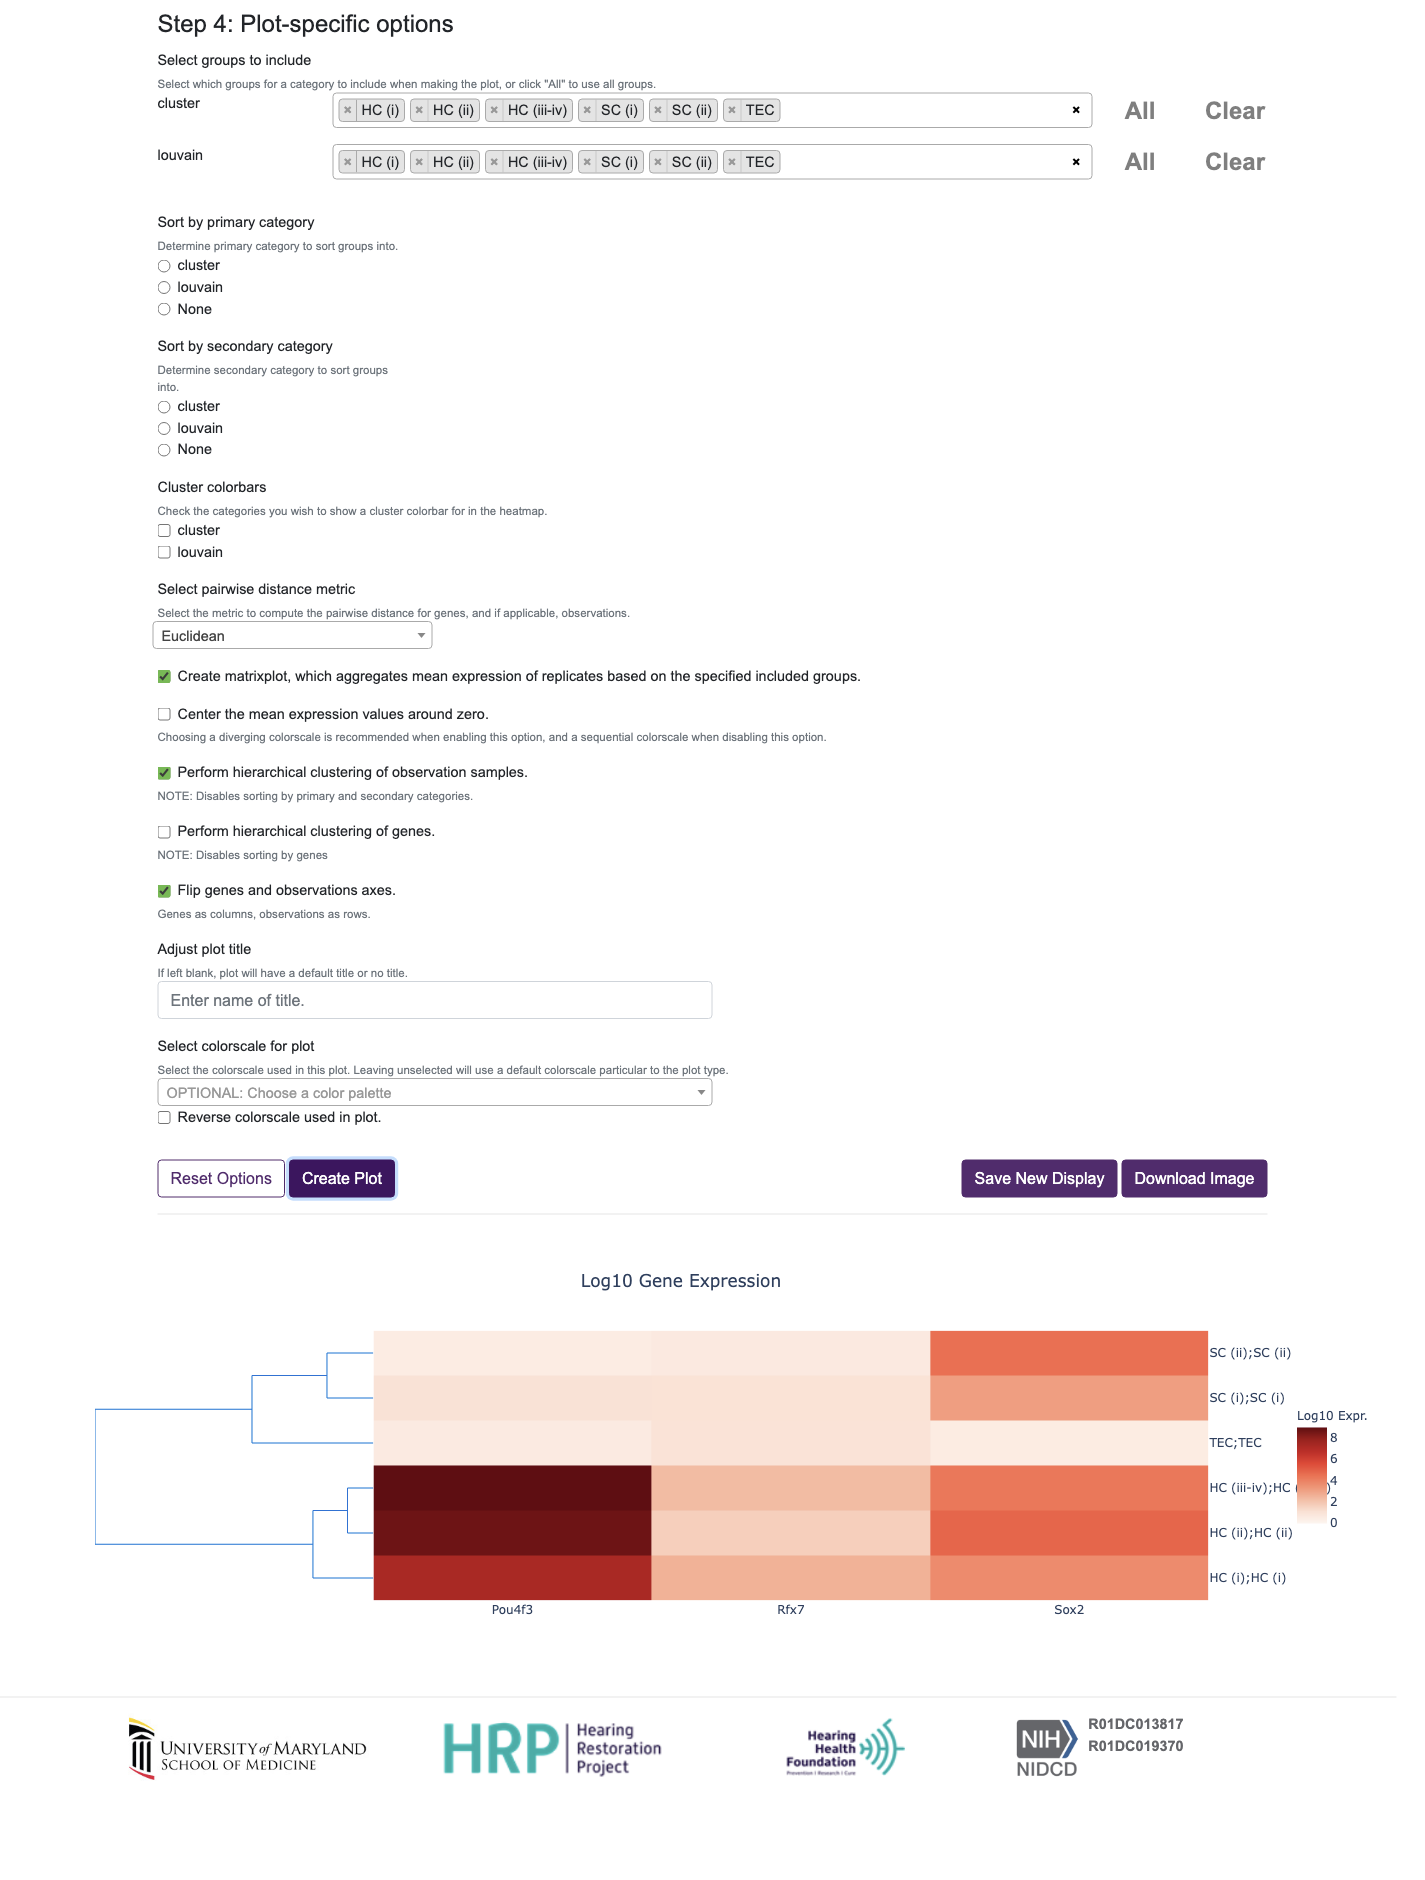 Step 4: Plot-specific options
Select groups to include
Select which groups for a category to include when making the plot, or click "All" to use all groups.
cluster
× HC (i) × HC (ii) × HC (iii-iv) × SC (i) × SC (ii) × TEC ×
All Clear
louvain
× HC (i) × HC (ii) × HC (iii-iv) × SC (i) × SC (ii) × TEC ×
All Clear
Sort by primary category
Determine primary category to sort groups into.
cluster
louvain
None
Sort by secondary category
Determine secondary category to sort groups
into.
cluster
louvain
None
Cluster colorbars
Check the categories you wish to show a cluster colorbar for in the heatmap.
cluster
louvain
Select pairwise distance metric
Select the metric to compute the pairwise distance for genes, and if applicable, observations.
Euclidean
Create matrixplot, which aggregates mean expression of replicates based on the specified included groups.
Center the mean expression values around zero.
Choosing a diverging colorscale is recommended when enabling this option, and a sequential colorscale when disabling this option.
Perform hierarchical clustering of observation samples.
NOTE: Disables sorting by primary and secondary categories.
Perform hierarchical clustering of genes.
NOTE: Disables sorting by genes
Flip genes and observations axes.
Genes as columns, observations as rows.
Adjust plot title
If left blank, plot will have a default title or no title.
Enter name of title.
Select colorscale for plot
Select the colorscale used in this plot. Leaving unselected will use a default colorscale particular to the plot type.
OPTIONAL: Choose a color palette
Reverse colorscale used in plot.
Reset Options Create Plot Save New Display Download Image
Log10 Gene Expression
SC (ii);SC (ii)
SC (i);SC (i)
TEC;TEC
HC (iii-iv);HC
HC (ii);HC (ii)
HC (i);HC (i)
Log10 Expr.
8
6
4
2
0
Pou4f3 Rfx7 Sox2
UNIVERSITY of MARYLAND
SCHOOL OF MEDICINE
HRP
Hearing
Restoration
Project
Hearing
Health
Foundation
Prevention | Research | Cure
NIH
NIDCD
R01DC013817
R01DC019370